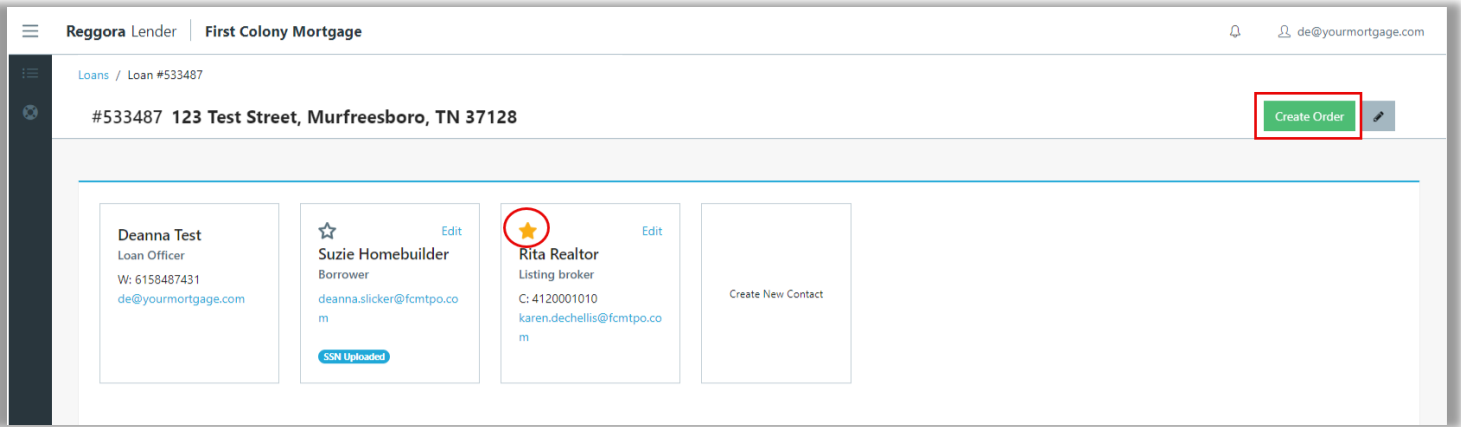 Reggora Lender First Colony Mortgage de@yourmortgage.com
Loans / Loan #533487
#533487 123 Test Street, Murfreesboro, TN 37128 Create Order
Deanna Test
Loan Officer
W: 6158487431
de@yourmortgage.com
Edit
Suzie Homebuilder
Borrower
deanna.slicker@fcmtpo.co
m
SSN Uploaded
Edit
Rita Realtor
Listing broker
C: 4120001010
karen.dechellis@fcmtpo.co
m
Create New Contact